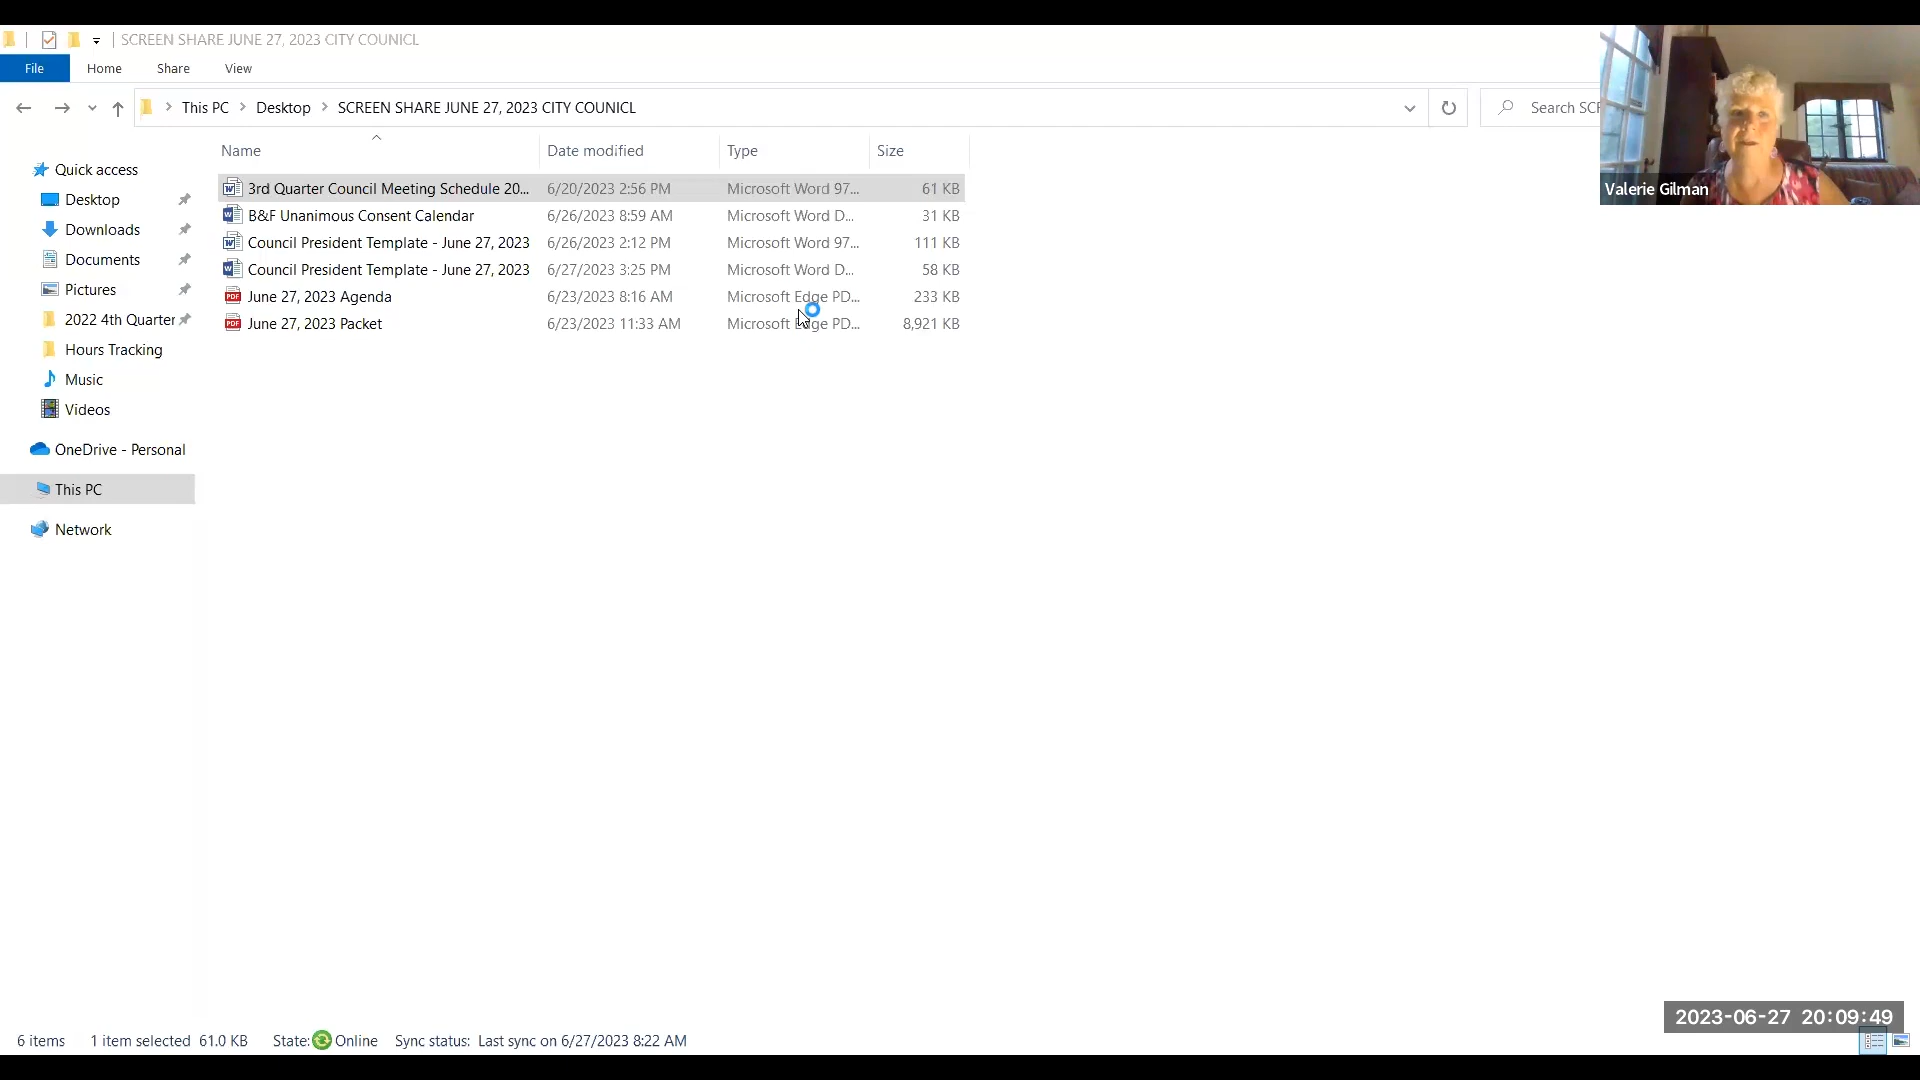 SCREEN SHARE JUNE 27, 2023 CITY COUNICL
File Home Share View
This PC Desktop SCREEN SHARE JUNE 27, 2023 CITY COUNICL Search SCR
Valerie Gilman
Name Date modified Type Size
3rd Quarter Council Meeting Schedule 20... 6/20/2023 2:56 PM Microsoft Word 97... 61 KB
B&F Unanimous Consent Calendar 6/26/2023 8:59 AM Microsoft Word D... 31 KB
Council President Template - June 27, 2023 6/26/2023 2:12 PM Microsoft Word 97... 111 KB
Council President Template - June 27, 2023 6/27/2023 3:25 PM Microsoft Word D... 58 KB
June 27, 2023 Agenda 6/23/2023 8:16 AM Microsoft Edge PD... 233 KB
June 27, 2023 Packet 6/23/2023 11:33 AM Microsoft Edge PD... 8,921 KB
Quick access
Desktop
Downloads
Documents
Pictures
2022 4th Quarter
Hours Tracking
Music
Videos
OneDrive - Personal
This PC
Network
2023-06-27 20:09:49
6 items 1 item selected 61.0 KB State: Online Sync status: Last sync on 6/27/2023 8:22 AM